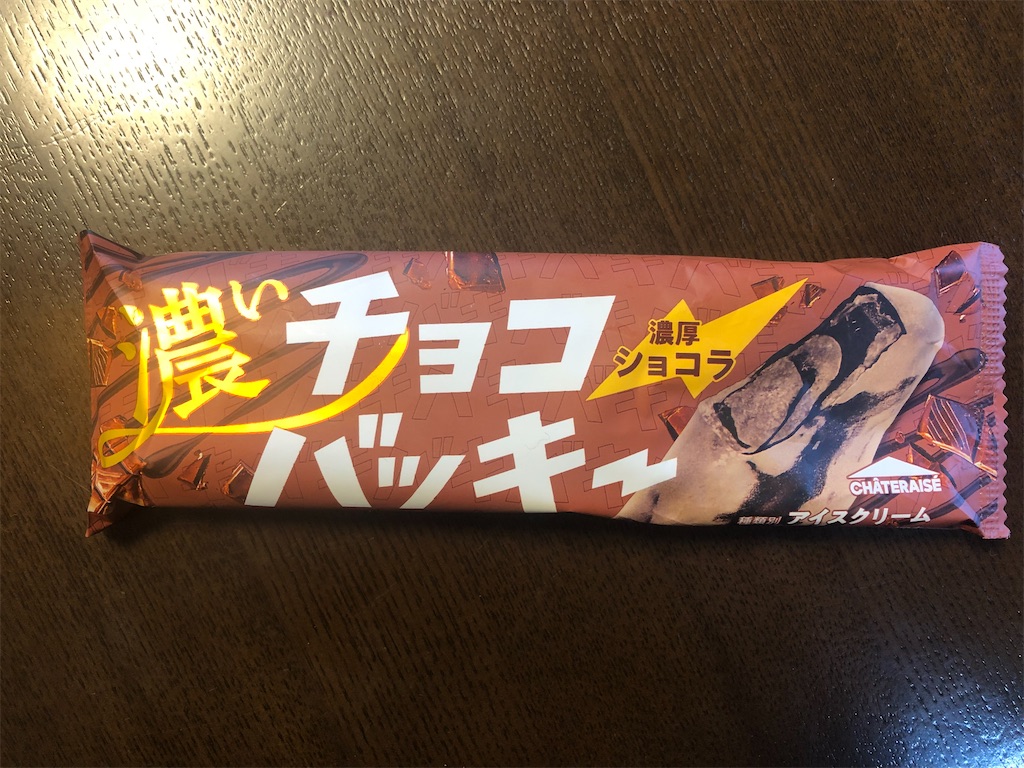 濃い チョコ
バッキー
濃厚
ショコラ
CHÂTERAISÉ
種類別 アイスクリーム